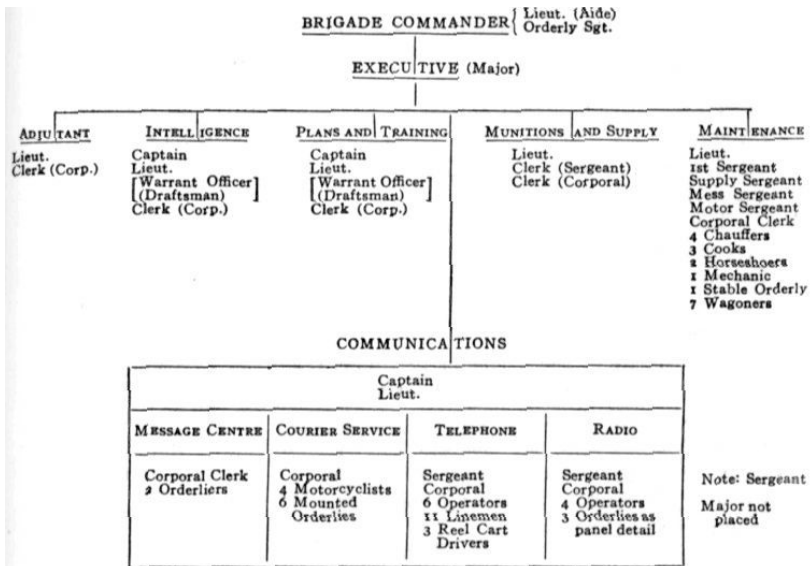 BRIGADE COMMANDER { Lieut. (Aide)
Orderly Sgt.
EXECUTIVE (Major)
ADJUTANT
Lieut.
Clerk (Corp.)
INTELLIGENCE
Captain
Lieut.
[Warrant Officer]
[(Draftsman)]
Clerk (Corp.)
PLANS AND TRAINING
Captain
Lieut.
[Warrant Officer]
[(Draftsman)]
Clerk (Corp.)
MUNITIONS AND SUPPLY
Lieut.
Clerk (Sergeant)
Clerk (Corporal)
MAINTENANCE
Lieut.
1st Sergeant
Supply Sergeant
Mess Sergeant
Motor Sergeant
Corporal Clerk
4 Chauffers
3 Cooks
2 Horseshoers
1 Mechanic
1 Stable Orderly
7 Wagoners
COMMUNICATIONS
Captain
Lieut.
MESSAGE CENTRE
Corporal Clerk
2 Orderliers
COURIER SERVICE
Corporal
4 Motorcyclists
6 Mounted
Orderlies
TELEPHONE
Sergeant
Corporal
6 Operators
11 Linemen
3 Reel Cart
Drivers
RADIO
Sergeant
Corporal
4 Operators
3 Orderlies as
panel detail
Note: Sergeant
Major not
placed